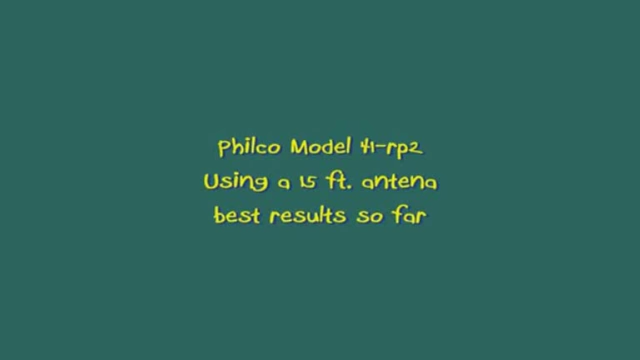 Philco Model 41-rp2
Using a 15 ft. antena
best results so far